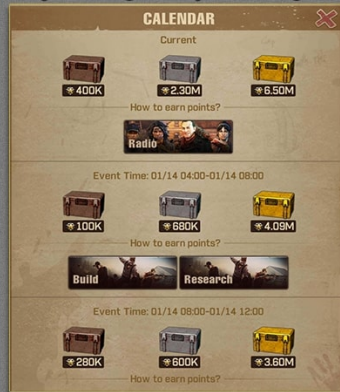 CALENDAR
Current
400K 2.30M 6.50M
How to earn points?
Radio
Event Time: 01/14 04:00-01/14 08:00
100K 680K 4.09M
How to earn points?
Build Research
Event Time: 01/14 08:00-01/14 12:00
280K 600K 3.60M
How to earn points?